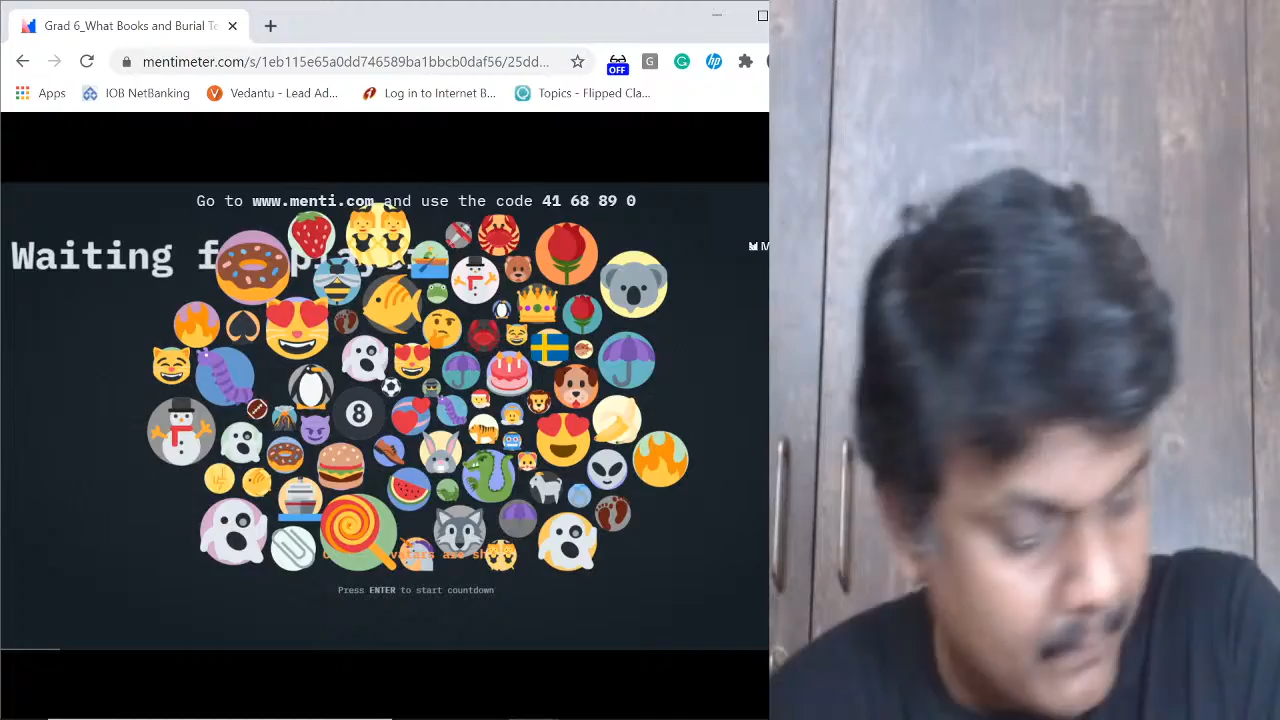 Grad 6_What Books and Burial Te
mentimeter.com/s/1eb115e65a0dd746589ba1bbcb0daf56/25dd...
OFF
G
hp
Apps
IOB NetBanking
Vedantu - Lead Ad...
Log in to Internet B...
Topics - Flipped Cla...
Go to www.menti.com and use the code 41 68 89 0
Waiting
M
8
Press ENTER to start countdown